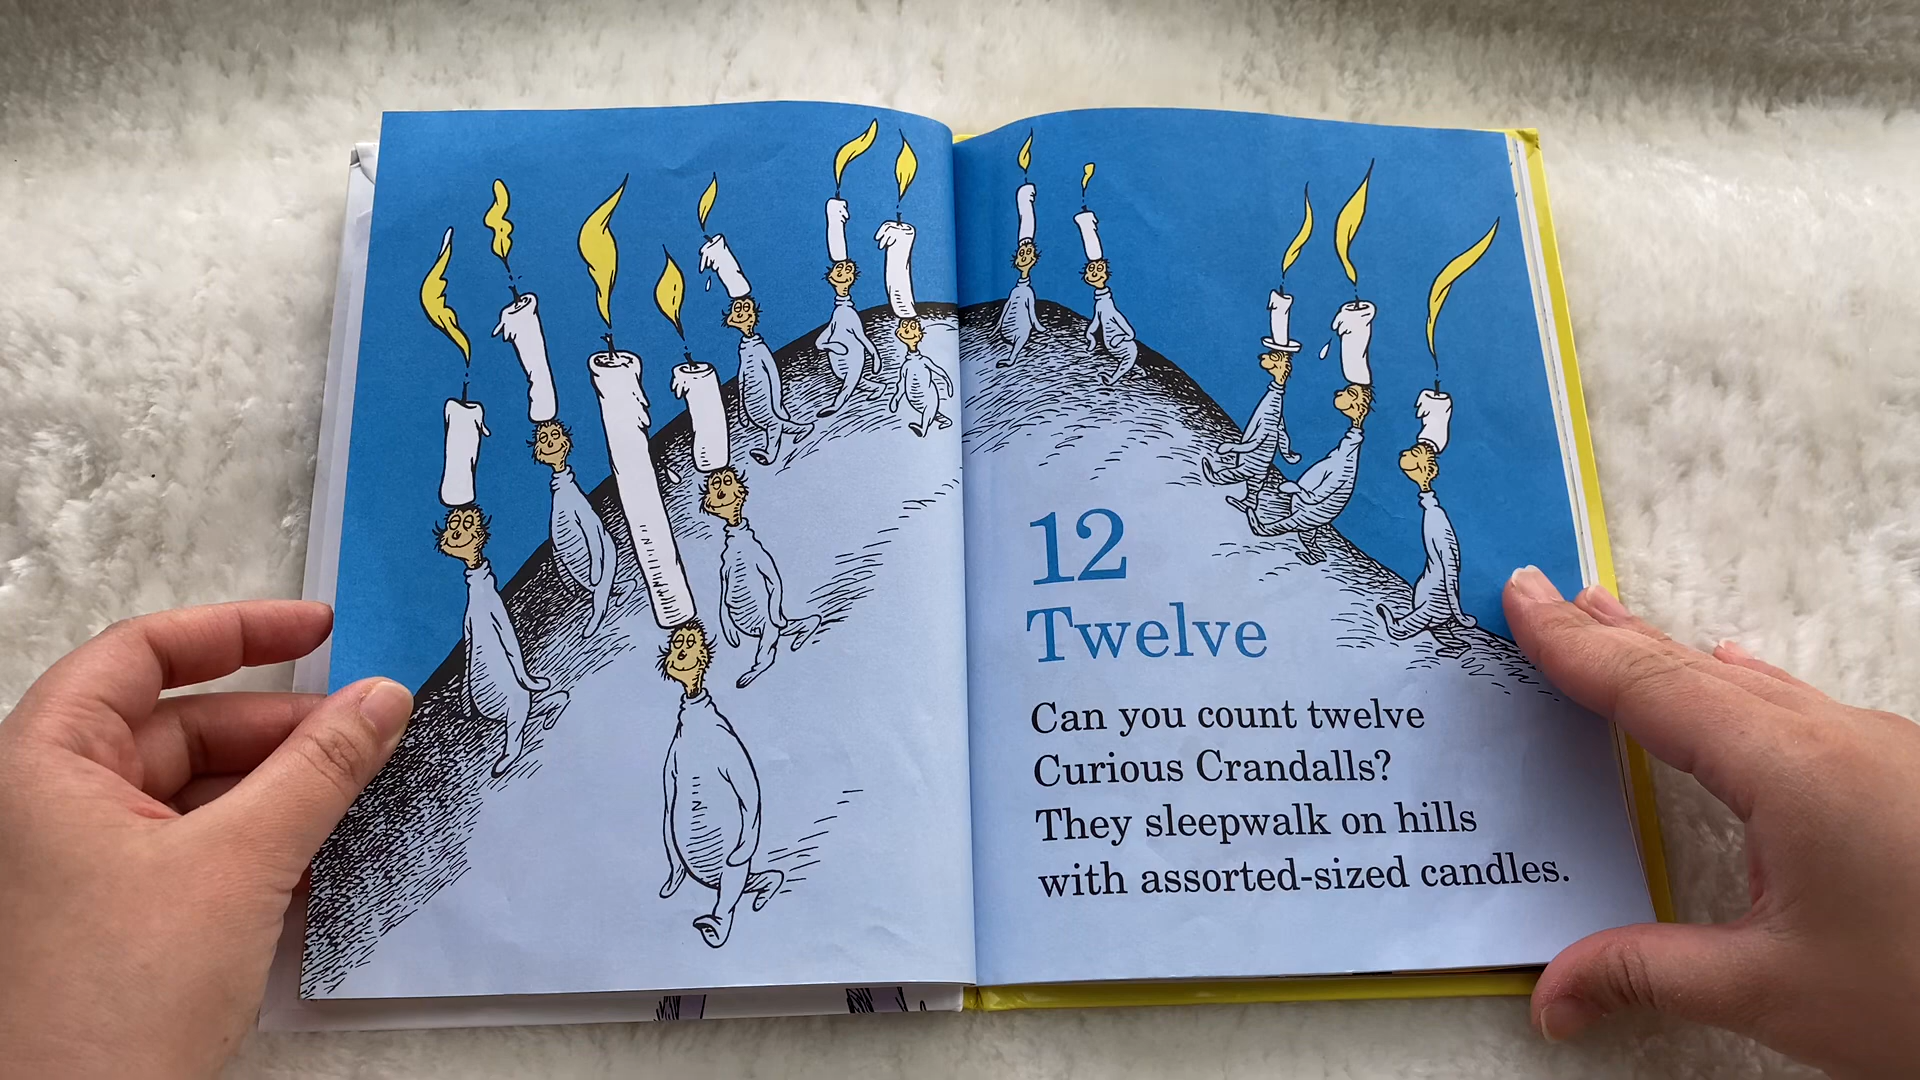 12
Twelve
Can you count twelve
Curious Crandalls?
They sleepwalk on hills
with assorted-sized candles.